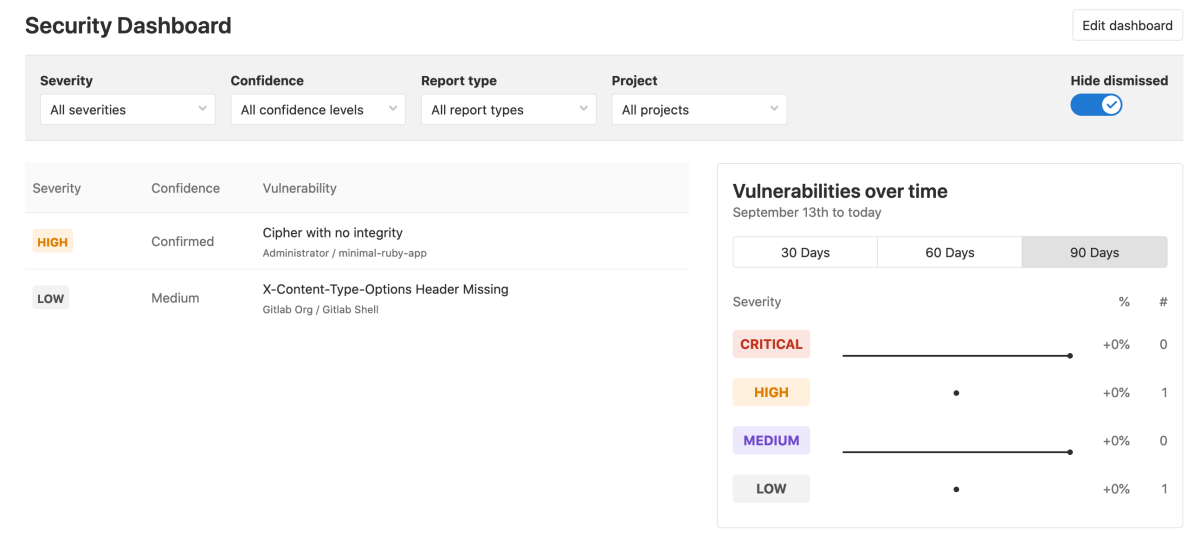 Security Dashboard
Edit dashboard
Severity Confidence Report type Project Hide dismissed
All severities All confidence levels All report types All projects
Severity Confidence Vulnerability
HIGH Confirmed Cipher with no integrity
Administrator / minimal-ruby-app
LOW Medium X-Content-Type-Options Header Missing
Gitlab Org / Gitlab Shell
Vulnerabilities over time
September 13th to today
30 Days 60 Days 90 Days
Severity % #
CRITICAL +0% 0
HIGH +0% 1
MEDIUM +0% 0
LOW +0% 1